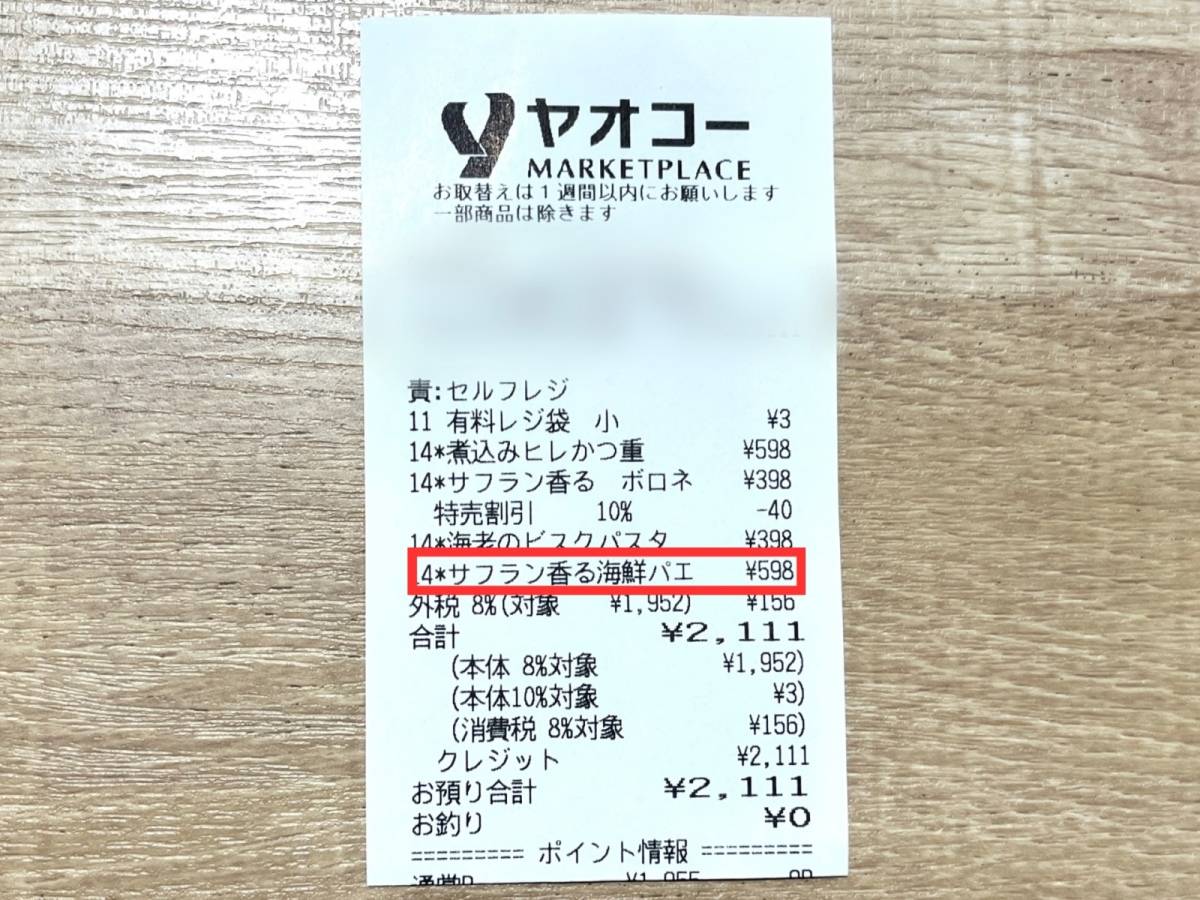 ヤオコー
MARKETPLACE
お取替えは１週間以内にお願いします
一部商品は除きます
責:セルフレジ
11 有料レジ袋　小 ¥3
14*煮込みヒレかつ重 ¥598
14*サフラン香る　ボロネ ¥398
特売割引 10% -40
14*海老のビスクパスタ ¥398
14*サフラン香る海鮮パエ ¥598
外税 8%(対象 ¥1,952) ¥156
合計 ¥2,111
(本体 8%対象 ¥1,952)
(本体10%対象 ¥3)
(消費税 8%対象 ¥156)
クレジット ¥2,111
お預り合計 ¥2,111
お釣り ¥0
========= ポイント情報 =========